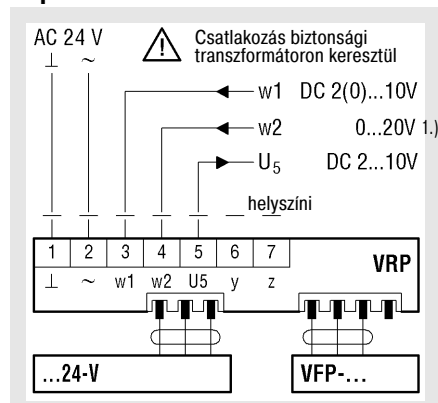 AC 24 V
⊥ ~
Csatlakozás biztonsági
transzformátoron keresztül
w1 DC 2(0)...10V
w2 0...20V 1.)
U5 DC 2...10V
helyszíni
1 2 3 4 5 6 7
VRP
⊥ ~ w1 w2 U5 y z
...24-V
VFP-...